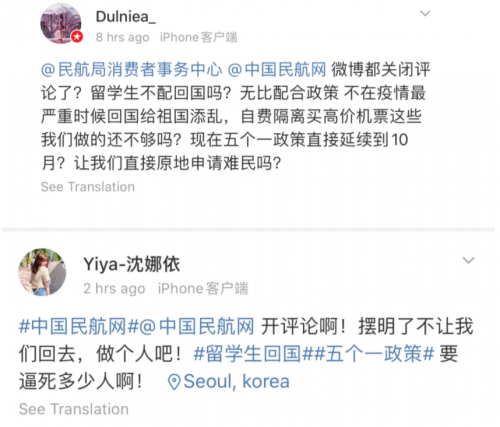 Dulniea_
8 hrs ago iPhone客户端
@民航局消费者事务中心 @中国民航网 微博都关闭评
论了？留学生不配回国吗？无比配合政策 不在疫情最
严重时候回国给祖国添乱，自费隔离买高价机票这些
我们做的还不够吗？现在五个一政策直接延续到10
月？让我们直接原地申请难民吗？
See Translation
Yiya-沈娜依
2 hrs ago iPhone客户端
#中国民航网#@中国民航网 开评论啊！摆明了不让我
们回去，做个人吧！#留学生回国##五个一政策# 要
逼死多少人啊！ Seoul, korea
See Translation